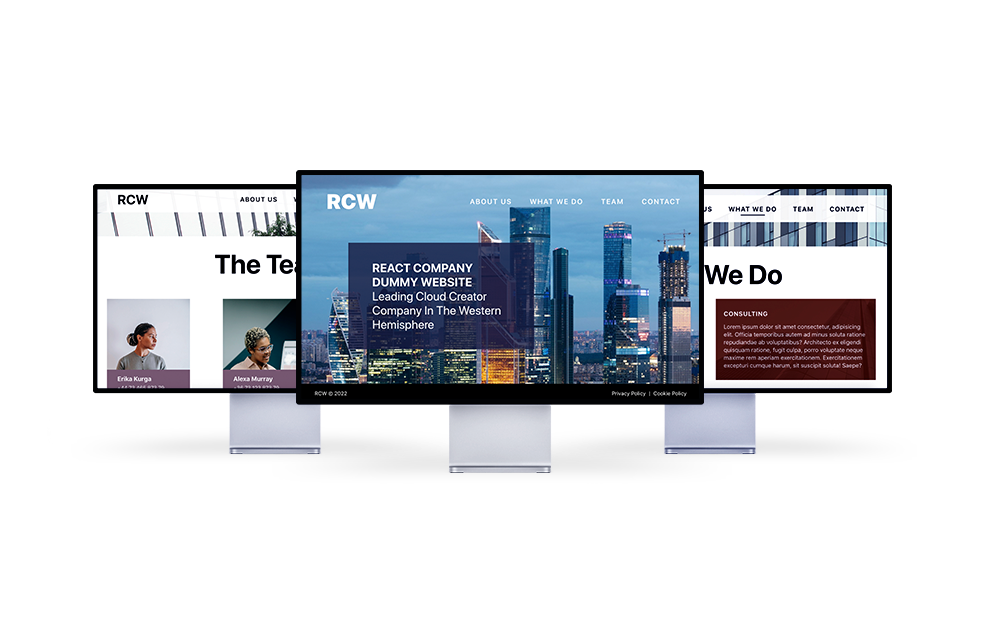 RCW
ABOUT US
The Tea
Erika Kurga
Alexa Murray
RCW
ABOUT US WHAT WE DO TEAM CONTACT
REACT COMPANY
DUMMY WEBSITE
Leading Cloud Creator
Company In The Western
Hemisphere
RCW © 2022
Privacy Policy | Cookie Policy
US WHAT WE DO TEAM CONTACT
We Do
CONSULTING
Lorem ipsum dolor sit amet consectetur, adipisicing
elit. Officia temporibus autem ad minus soluta ratione
repudiandae ab voluptatibus? Architecto ex eligendi
quisquam ratione, fugit culpa, porro voluptate neque
maxime rem aperiam exercitationem. Exercitationem
excepturi cumque harum, sit suscipit soluta! Saepe?